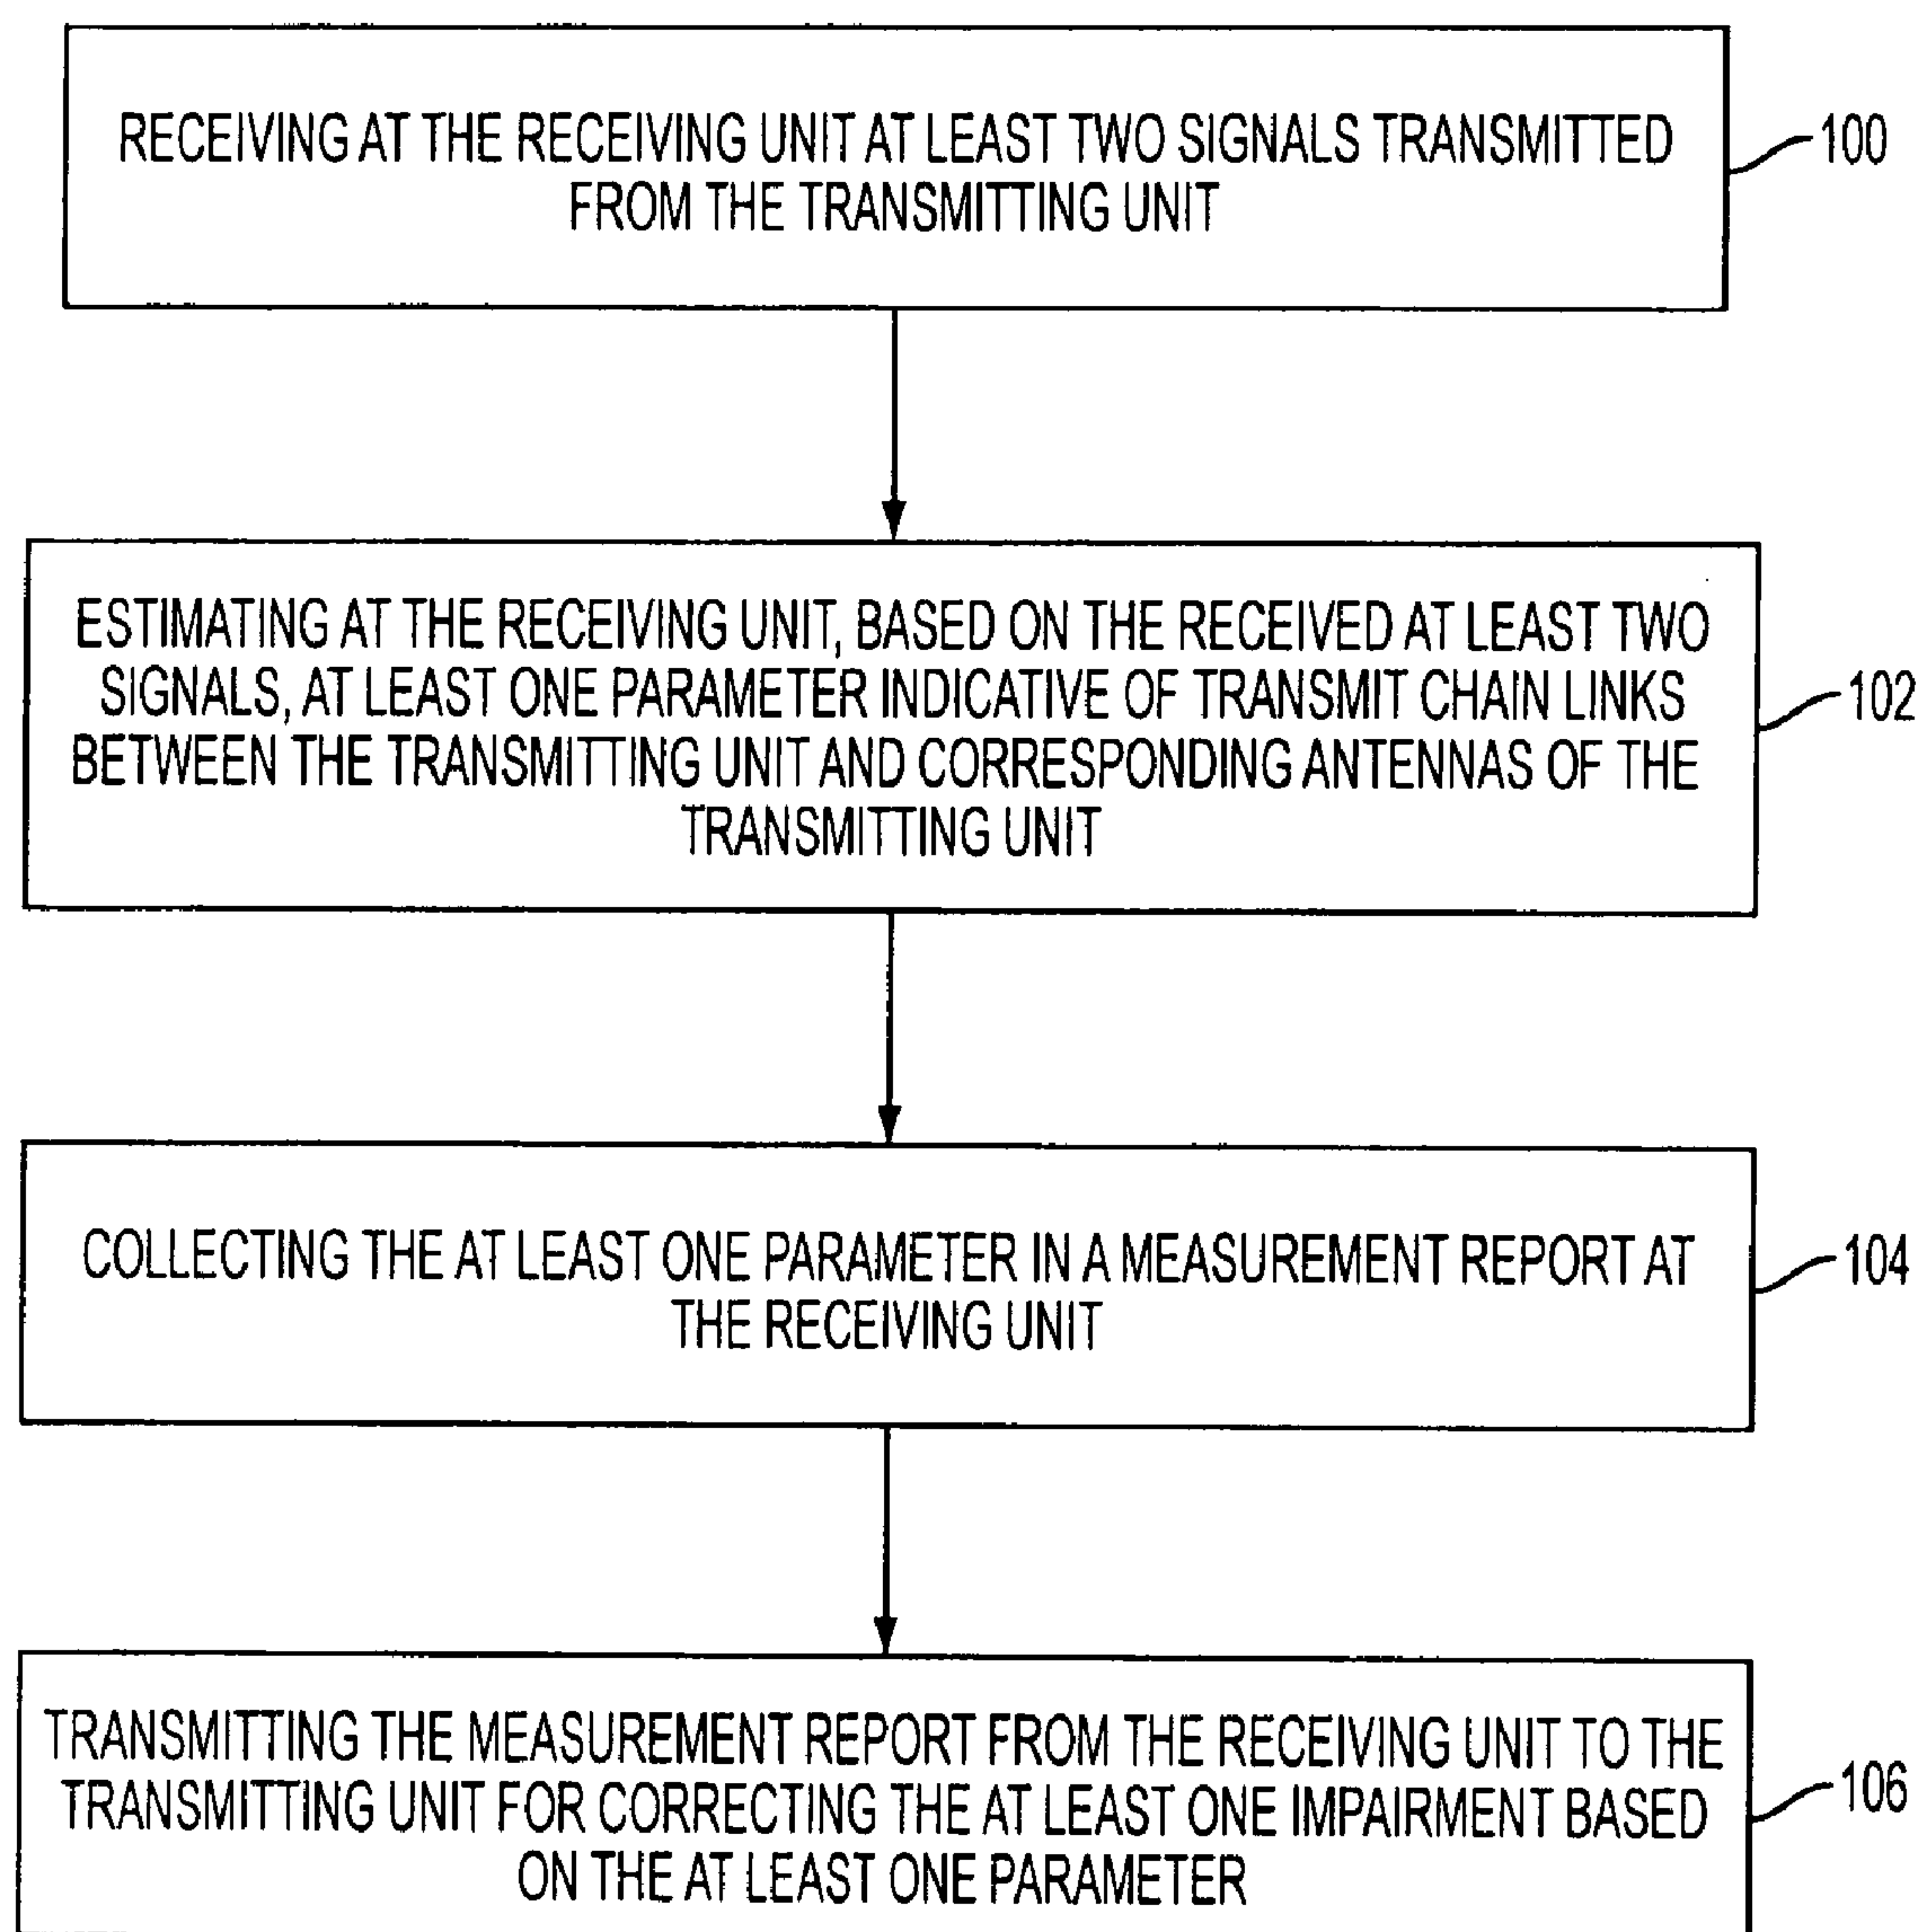 RECEIVING AT THE RECEIVING UNIT AT LEAST TWO SIGNALS TRANSMITTED
FROM THE TRANSMITTING UNIT
100
ESTIMATING AT THE RECEIVING UNIT, BASED ON THE RECEIVED AT LEAST TWO
SIGNALS, AT LEAST ONE PARAMETER INDICATIVE OF TRANSMIT CHAIN LINKS
BETWEEN THE TRANSMITTING UNIT AND CORRESPONDING ANTENNAS OF THE
TRANSMITTING UNIT
102
COLLECTING THE AT LEAST ONE PARAMETER IN A MEASUREMENT REPORT AT
THE RECEIVING UNIT
104
TRANSMITTING THE MEASUREMENT REPORT FROM THE RECEIVING UNIT TO THE
TRANSMITTING UNIT FOR CORRECTING THE AT LEAST ONE IMPAIRMENT BASED
ON THE AT LEAST ONE PARAMETER
106